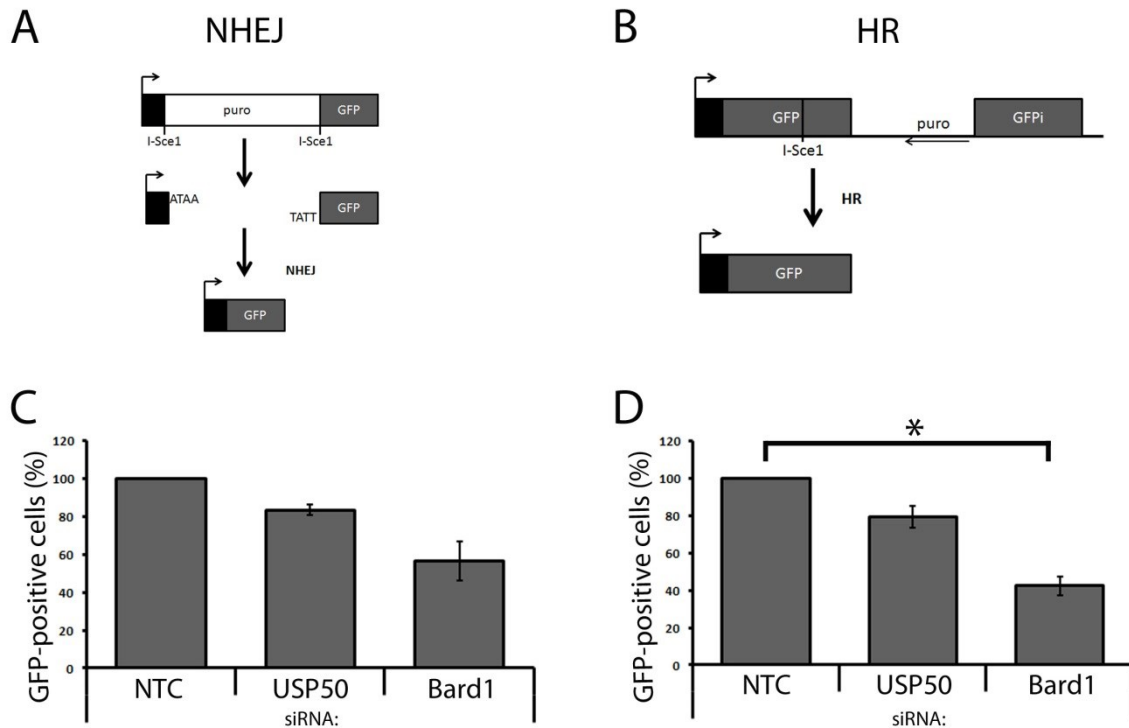 A
NHEJ
puro
GFP
I-Sce1
I-Sce1
ATAA
TATT
GFP
NHEJ
GFP
B
HR
GFP
puro
GFPi
I-Sce1
HR
GFP
C
GFP-positive cells (%)
120
100
80
60
40
20
0
NTC
USP50
Bard1
siRNA:
D
GFP-positive cells (%)
120
100
80
60
40
20
0
*
NTC
USP50
Bard1
siRNA: